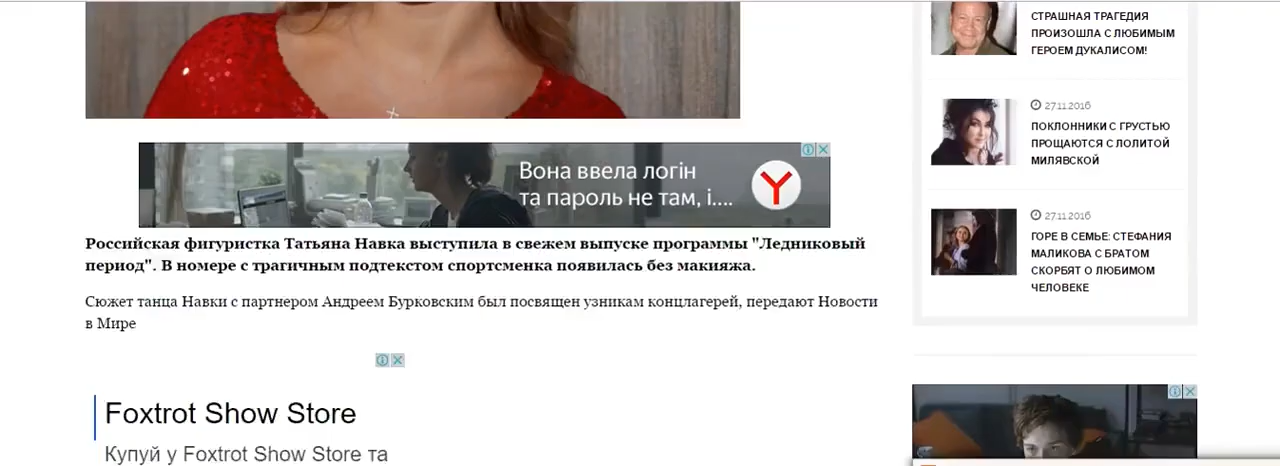 Вона ввела логін
та пароль не там, і....
Российская фигуристка Татьяна Навка выступила в свежем выпуске программы "Ледниковый
период". В номере с трагичным подтекстом спортсменка появилась без макияжа.
Сюжет танца Навки с партнером Андреем Бурковским был посвящен узникам концлагерей, передают Новости
в Мире
Foxtrot Show Store
Купуй у Foxtrot Show Store та
СТРАШНАЯ ТРАГЕДИЯ
ПРОИЗОШЛА С ЛЮБИМЫМ
ГЕРОЕМ ДУКАЛИСОМ!
27.11.2016
ПОКЛОННИКИ С ГРУСТЬЮ
ПРОЩАЮТСЯ С ЛОЛИТОЙ
МИЛЯВСКОЙ
27.11.2016
ГОРЕ В СЕМЬЕ: СТЕФАНИЯ
МАЛИКОВА С БРАТОМ
СКОРБЯТ О ЛЮБИМОМ
ЧЕЛОВЕКЕ